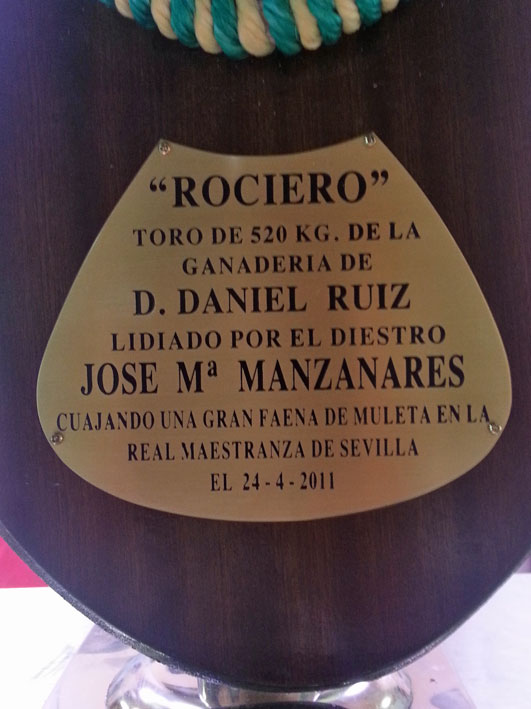 “ROCIERO”
TORO DE 520 KG. DE LA
GANADERIA DE
D. DANIEL RUIZ
LIDIADO POR EL DIESTRO
JOSE Mª MANZANARES
CUAJANDO UNA GRAN FAENA DE MULETA EN LA
REAL MAESTRANZA DE SEVILLA
EL 24-4-2011